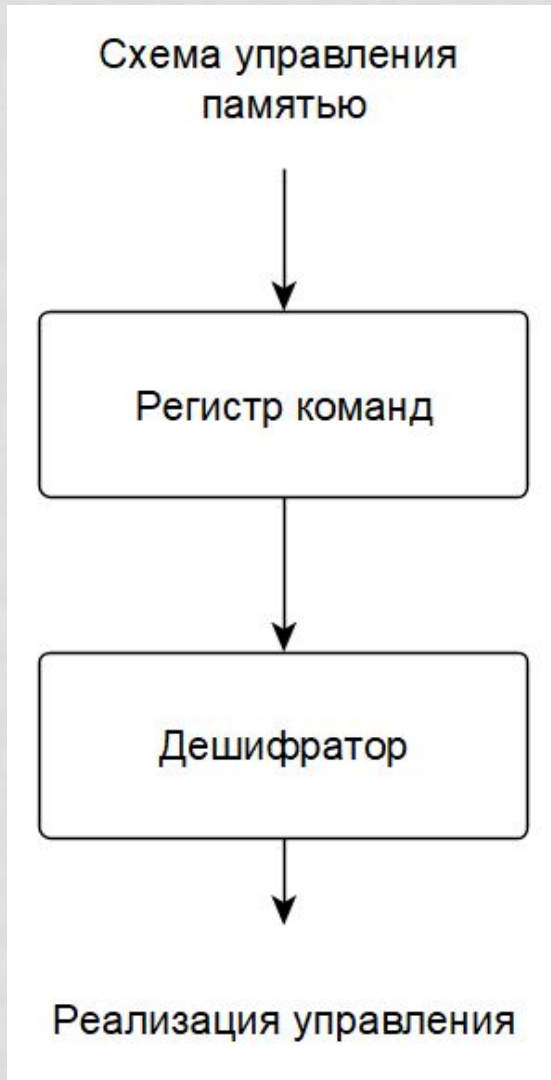 Схема управления
памятью
Регистр команд
Дешифратор
Реализация управления